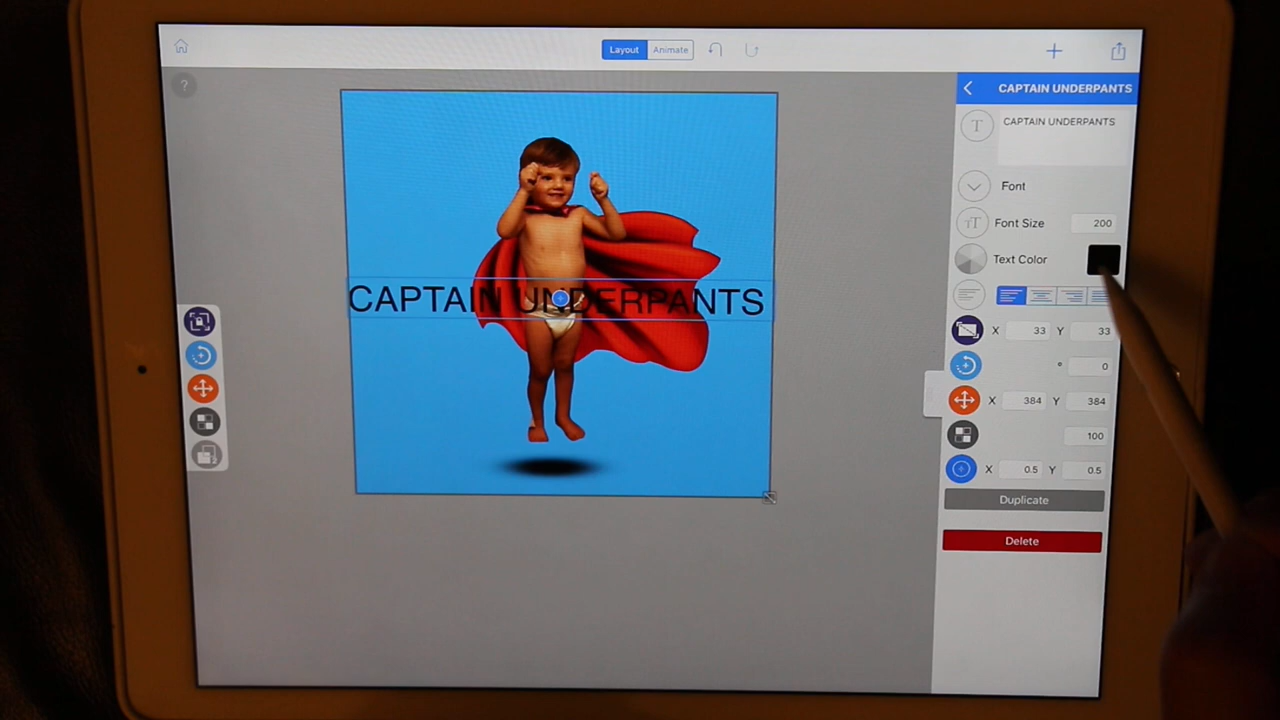 Layout
Animate
?
CAPTAIN UNDERPANTS
T
CAPTAIN UNDERPANTS
Font
TT
Font Size
200
Text Color
CAPTAIN UNDERPANTS
X 33 Y 33
° 0
X 384 Y 384
100
X 0.5 Y 0.5
Duplicate
Delete